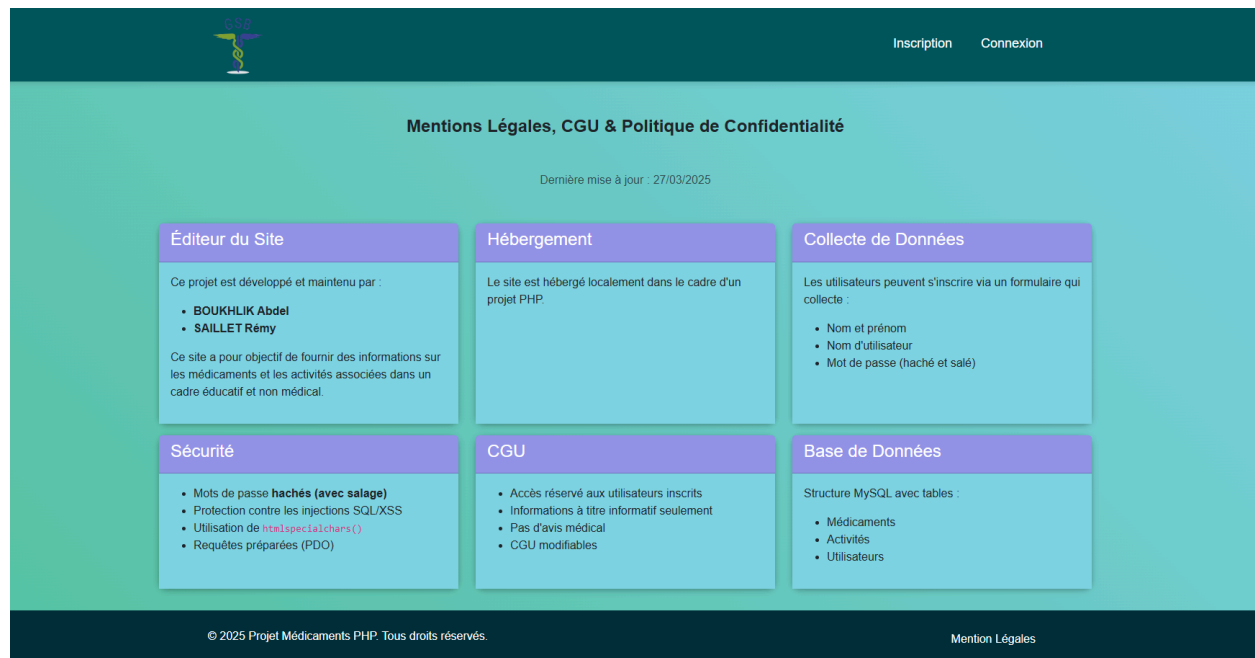 GSB
Inscription
Connexion
Mentions Légales, CGU & Politique de Confidentialité
Dernière mise à jour : 27/03/2025
Éditeur du Site
Ce projet est développé et maintenu par :
BOUKHLIK Abdel
SAILLET Rémy
Ce site a pour objectif de fournir des informations sur
les médicaments et les activités associées dans un
cadre éducatif et non médical.
Hébergement
Le site est hébergé localement dans le cadre d'un
projet PHP.
Collecte de Données
Les utilisateurs peuvent s'inscrire via un formulaire qui
collecte :
Nom et prénom
Nom d'utilisateur
Mot de passe (haché et salé)
Sécurité
Mots de passe hachés (avec salage)
Protection contre les injections SQL/XSS
Utilisation de htmlspecialchars()
Requêtes préparées (PDO)
CGU
Accès réservé aux utilisateurs inscrits
Informations à titre informatif seulement
Pas d'avis médical
CGU modifiables
Base de Données
Structure MySQL avec tables :
Médicaments
Activités
Utilisateurs
© 2025 Projet Médicaments PHP. Tous droits réservés.
Mention Légales